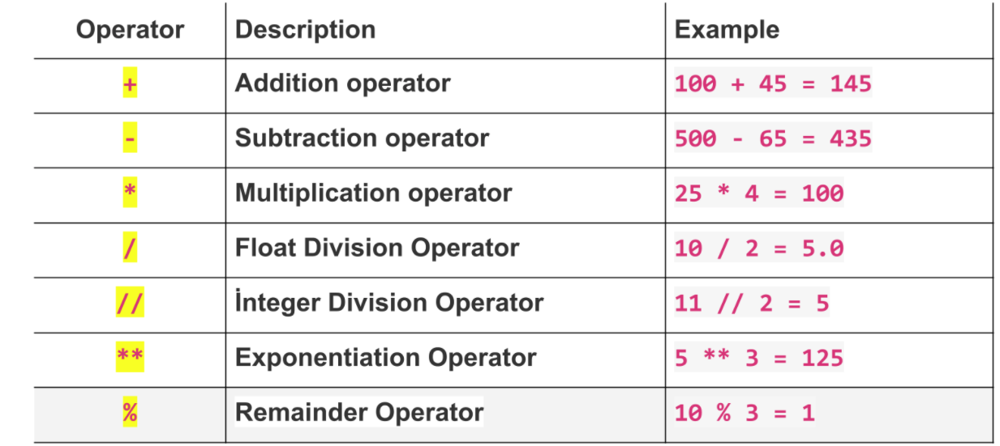 Operator Description Example
+ Addition operator 100 + 45 = 145
- Subtraction operator 500 - 65 = 435
* Multiplication operator 25 * 4 = 100
/ Float Division Operator 10 / 2 = 5.0
// İnteger Division Operator 11 // 2 = 5
** Exponentiation Operator 5 ** 3 = 125
% Remainder Operator 10 % 3 = 1